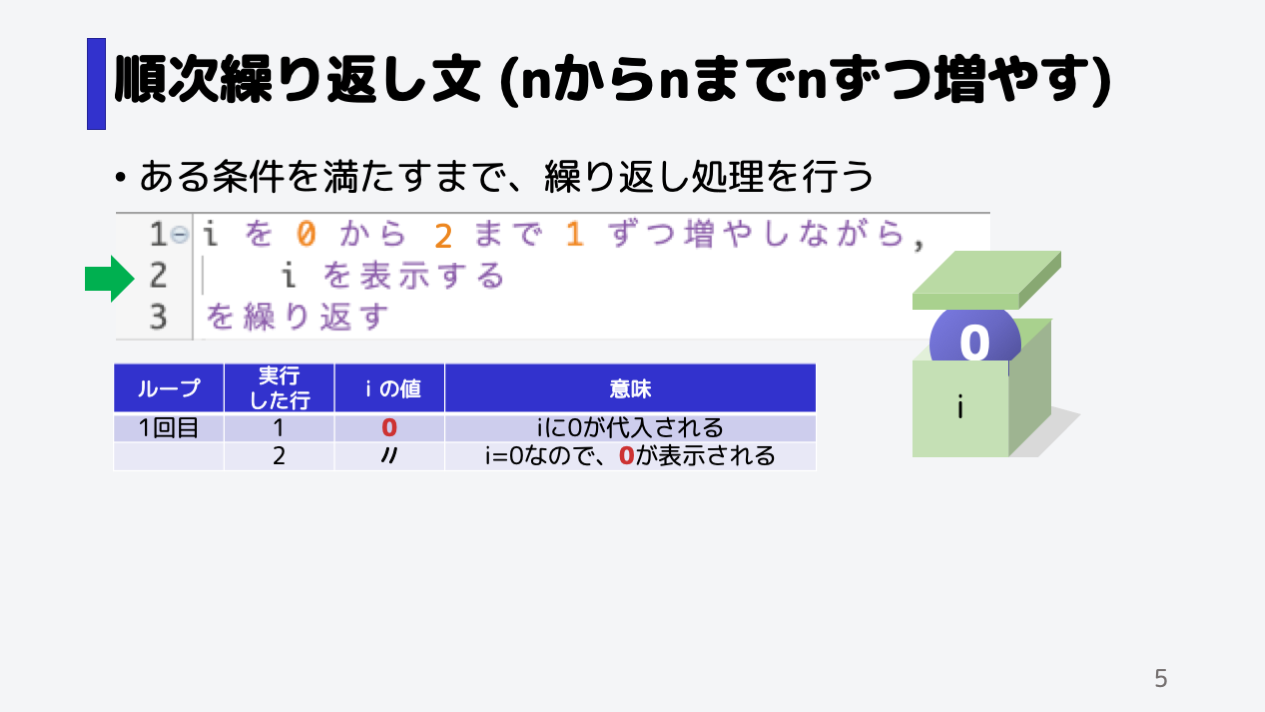 順次繰り返し文 (nからnまでnずつ増やす)
• ある条件を満たすまで、繰り返し処理を行う
1 i を 0 から 2 まで 1 ずつ増やしながら,
2 i を表示する
3 を繰り返す
0
i
ループ 実行した行 i の値 意味
1回目 1 0 iに0が代入される
2 〃 i=0なので、0が表示される
5